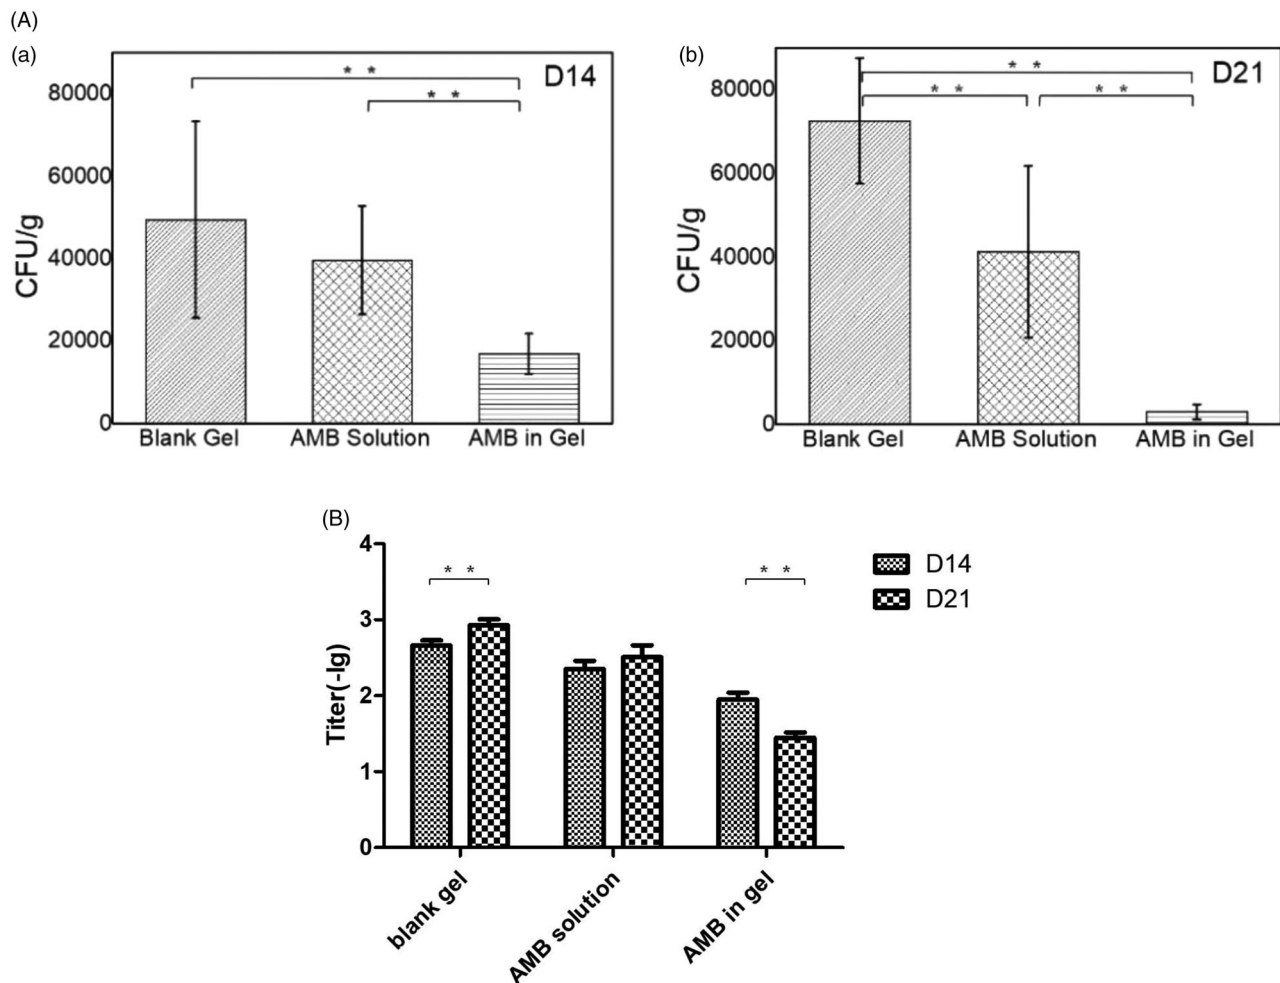 (A)
(a)
D14
* *
* *
80000
60000
40000
20000
0
CFU/g
Blank Gel AMB Solution AMB in Gel
(b)
D21
* *
* * * *
80000
60000
40000
20000
0
CFU/g
Blank Gel AMB Solution AMB in Gel
(B)
4
3
2
1
0
Titer(-lg)
* * * *
D14
D21
blank gel
AMB solution
AMB in gel